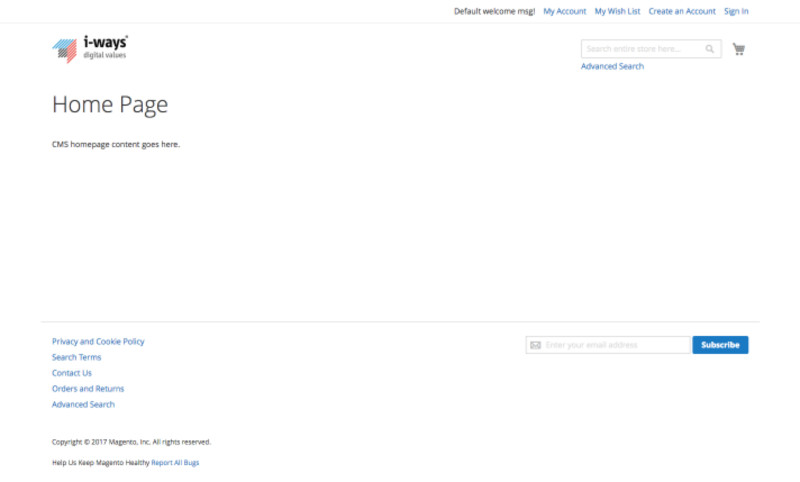 Default welcome msg! My Account My Wish List Create an Account Sign In
i-ways®
digital values
Search entire store here...
Advanced Search
Home Page
CMS homepage content goes here.
Privacy and Cookie Policy
Enter your email address Subscribe
Search Terms
Contact Us
Orders and Returns
Advanced Search
Copyright © 2017 Magento, Inc. All rights reserved.
Help Us Keep Magento Healthy Report All Bugs